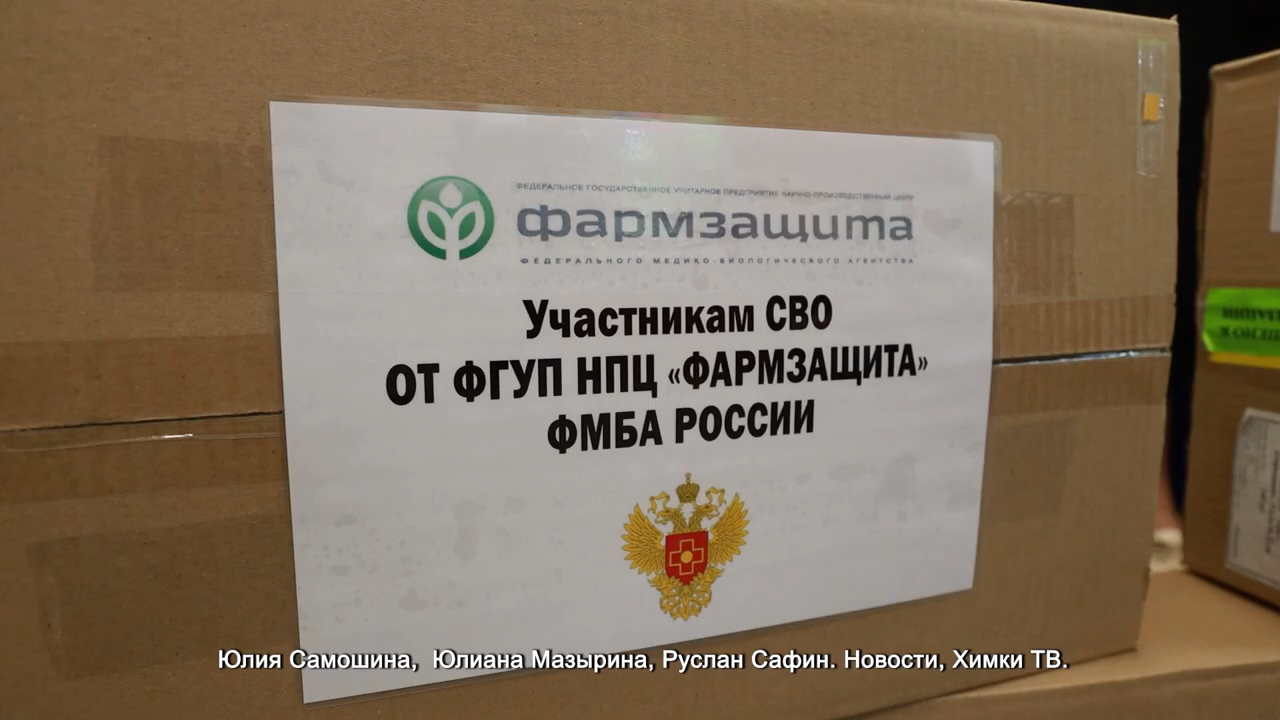 ФЕДЕРАЛЬНОЕ ГОСУДАРСТВЕННОЕ УНИТАРНОЕ ПРЕДПРИЯТИЕ НАУЧНО-ПРОИЗВОДСТВЕННЫЙ ЦЕНТР
фармзащита
ФЕДЕРАЛЬНОГО МЕДИКО-БИОЛОГИЧЕСКОГО АГЕНТСТВА
Участникам СВО
ОТ ФГУП НПЦ «ФАРМЗАЩИТА»
ФМБА РОССИИ
Юлия Самошина, Юлиана Мазырина, Руслан Сафин. Новости, Химки ТВ.